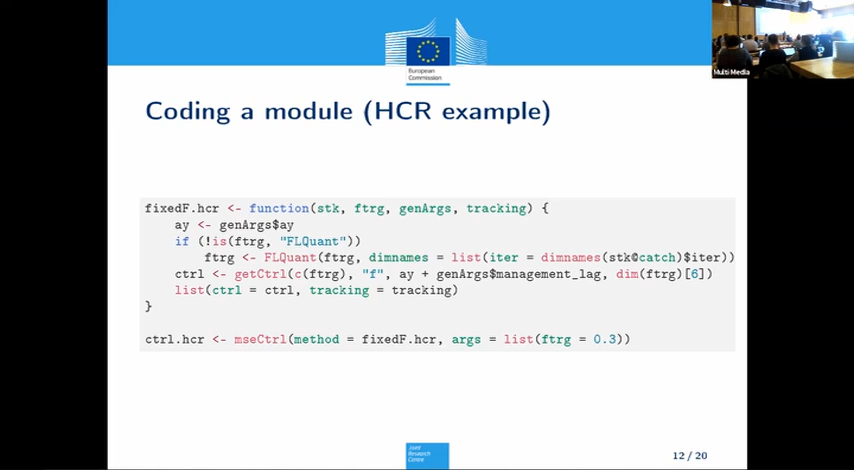 Multi Media
European
Commission
Coding a module (HCR example)
fixedF.hcr <- function(stk, ftrg, genArgs, tracking) {
    ay <- genArgs$ay
    if (!is(ftrg, "FLQuant"))
        ftrg <- FLQuant(ftrg, dimnames = list(iter = dimnames(stk@catch)$iter))
    ctrl <- getCtrl(c(ftrg), "f", ay + genArgs$management_lag, dim(ftrg)[6])
    list(ctrl = ctrl, tracking = tracking)
}
ctrl.hcr <- mseCtrl(method = fixedF.hcr, args = list(ftrg = 0.3))
Joint
Research
Centre
12 / 20